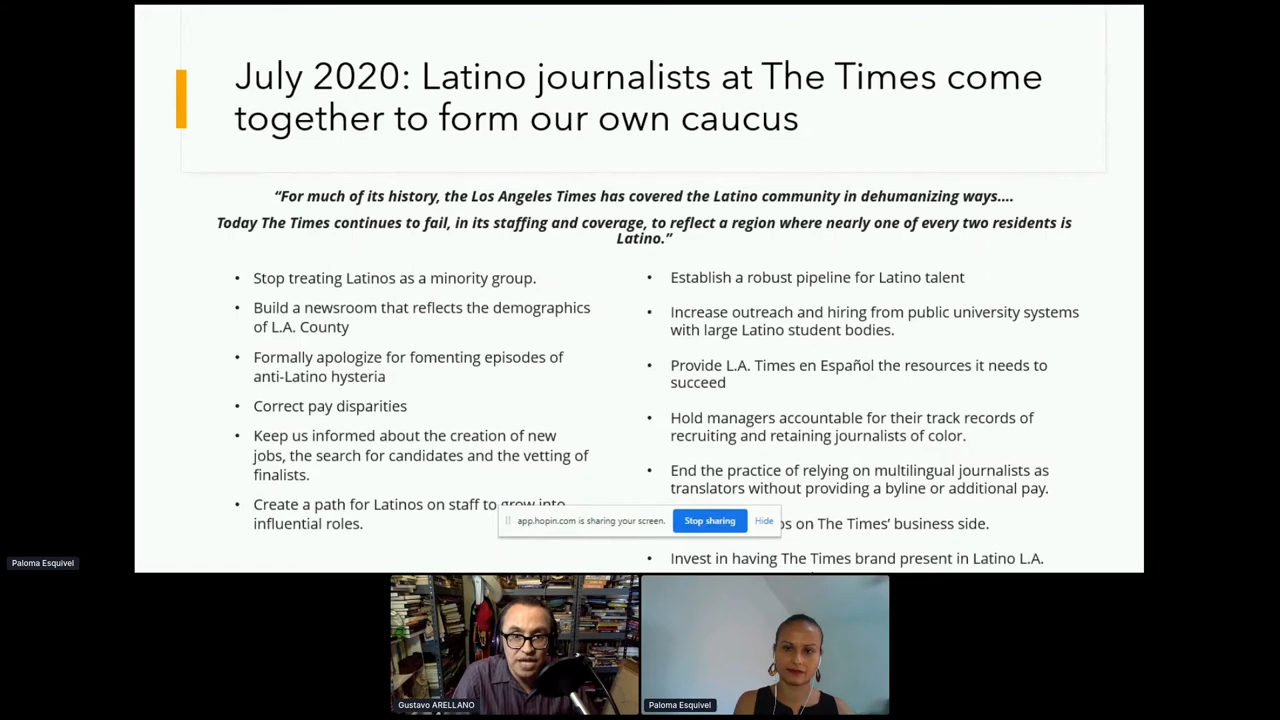 July 2020: Latino journalists at The Times come
together to form our own caucus
“For much of its history, the Los Angeles Times has covered the Latino community in dehumanizing ways....
Today The Times continues to fail, in its staffing and coverage, to reflect a region where nearly one of every two residents is
Latino.”
• Stop treating Latinos as a minority group.
• Build a newsroom that reflects the demographics
of L.A. County
• Formally apologize for fomenting episodes of
anti-Latino hysteria
• Correct pay disparities
• Keep us informed about the creation of new
jobs, the search for candidates and the vetting of
finalists.
• Create a path for Latinos on staff to grow into
influential roles.
• Establish a robust pipeline for Latino talent
• Increase outreach and hiring from public university systems
with large Latino student bodies.
• Provide L.A. Times en Español the resources it needs to
succeed
• Hold managers accountable for their track records of
recruiting and retaining journalists of color.
• End the practice of relying on multilingual journalists as
translators without providing a byline or additional pay.
on The Times’ business side.
• Invest in having The Times brand present in Latino L.A.
app.hopin.com is sharing your screen. Stop sharing Hide
Paloma Esquivel
Gustavo ARELLANO
Paloma Esquivel